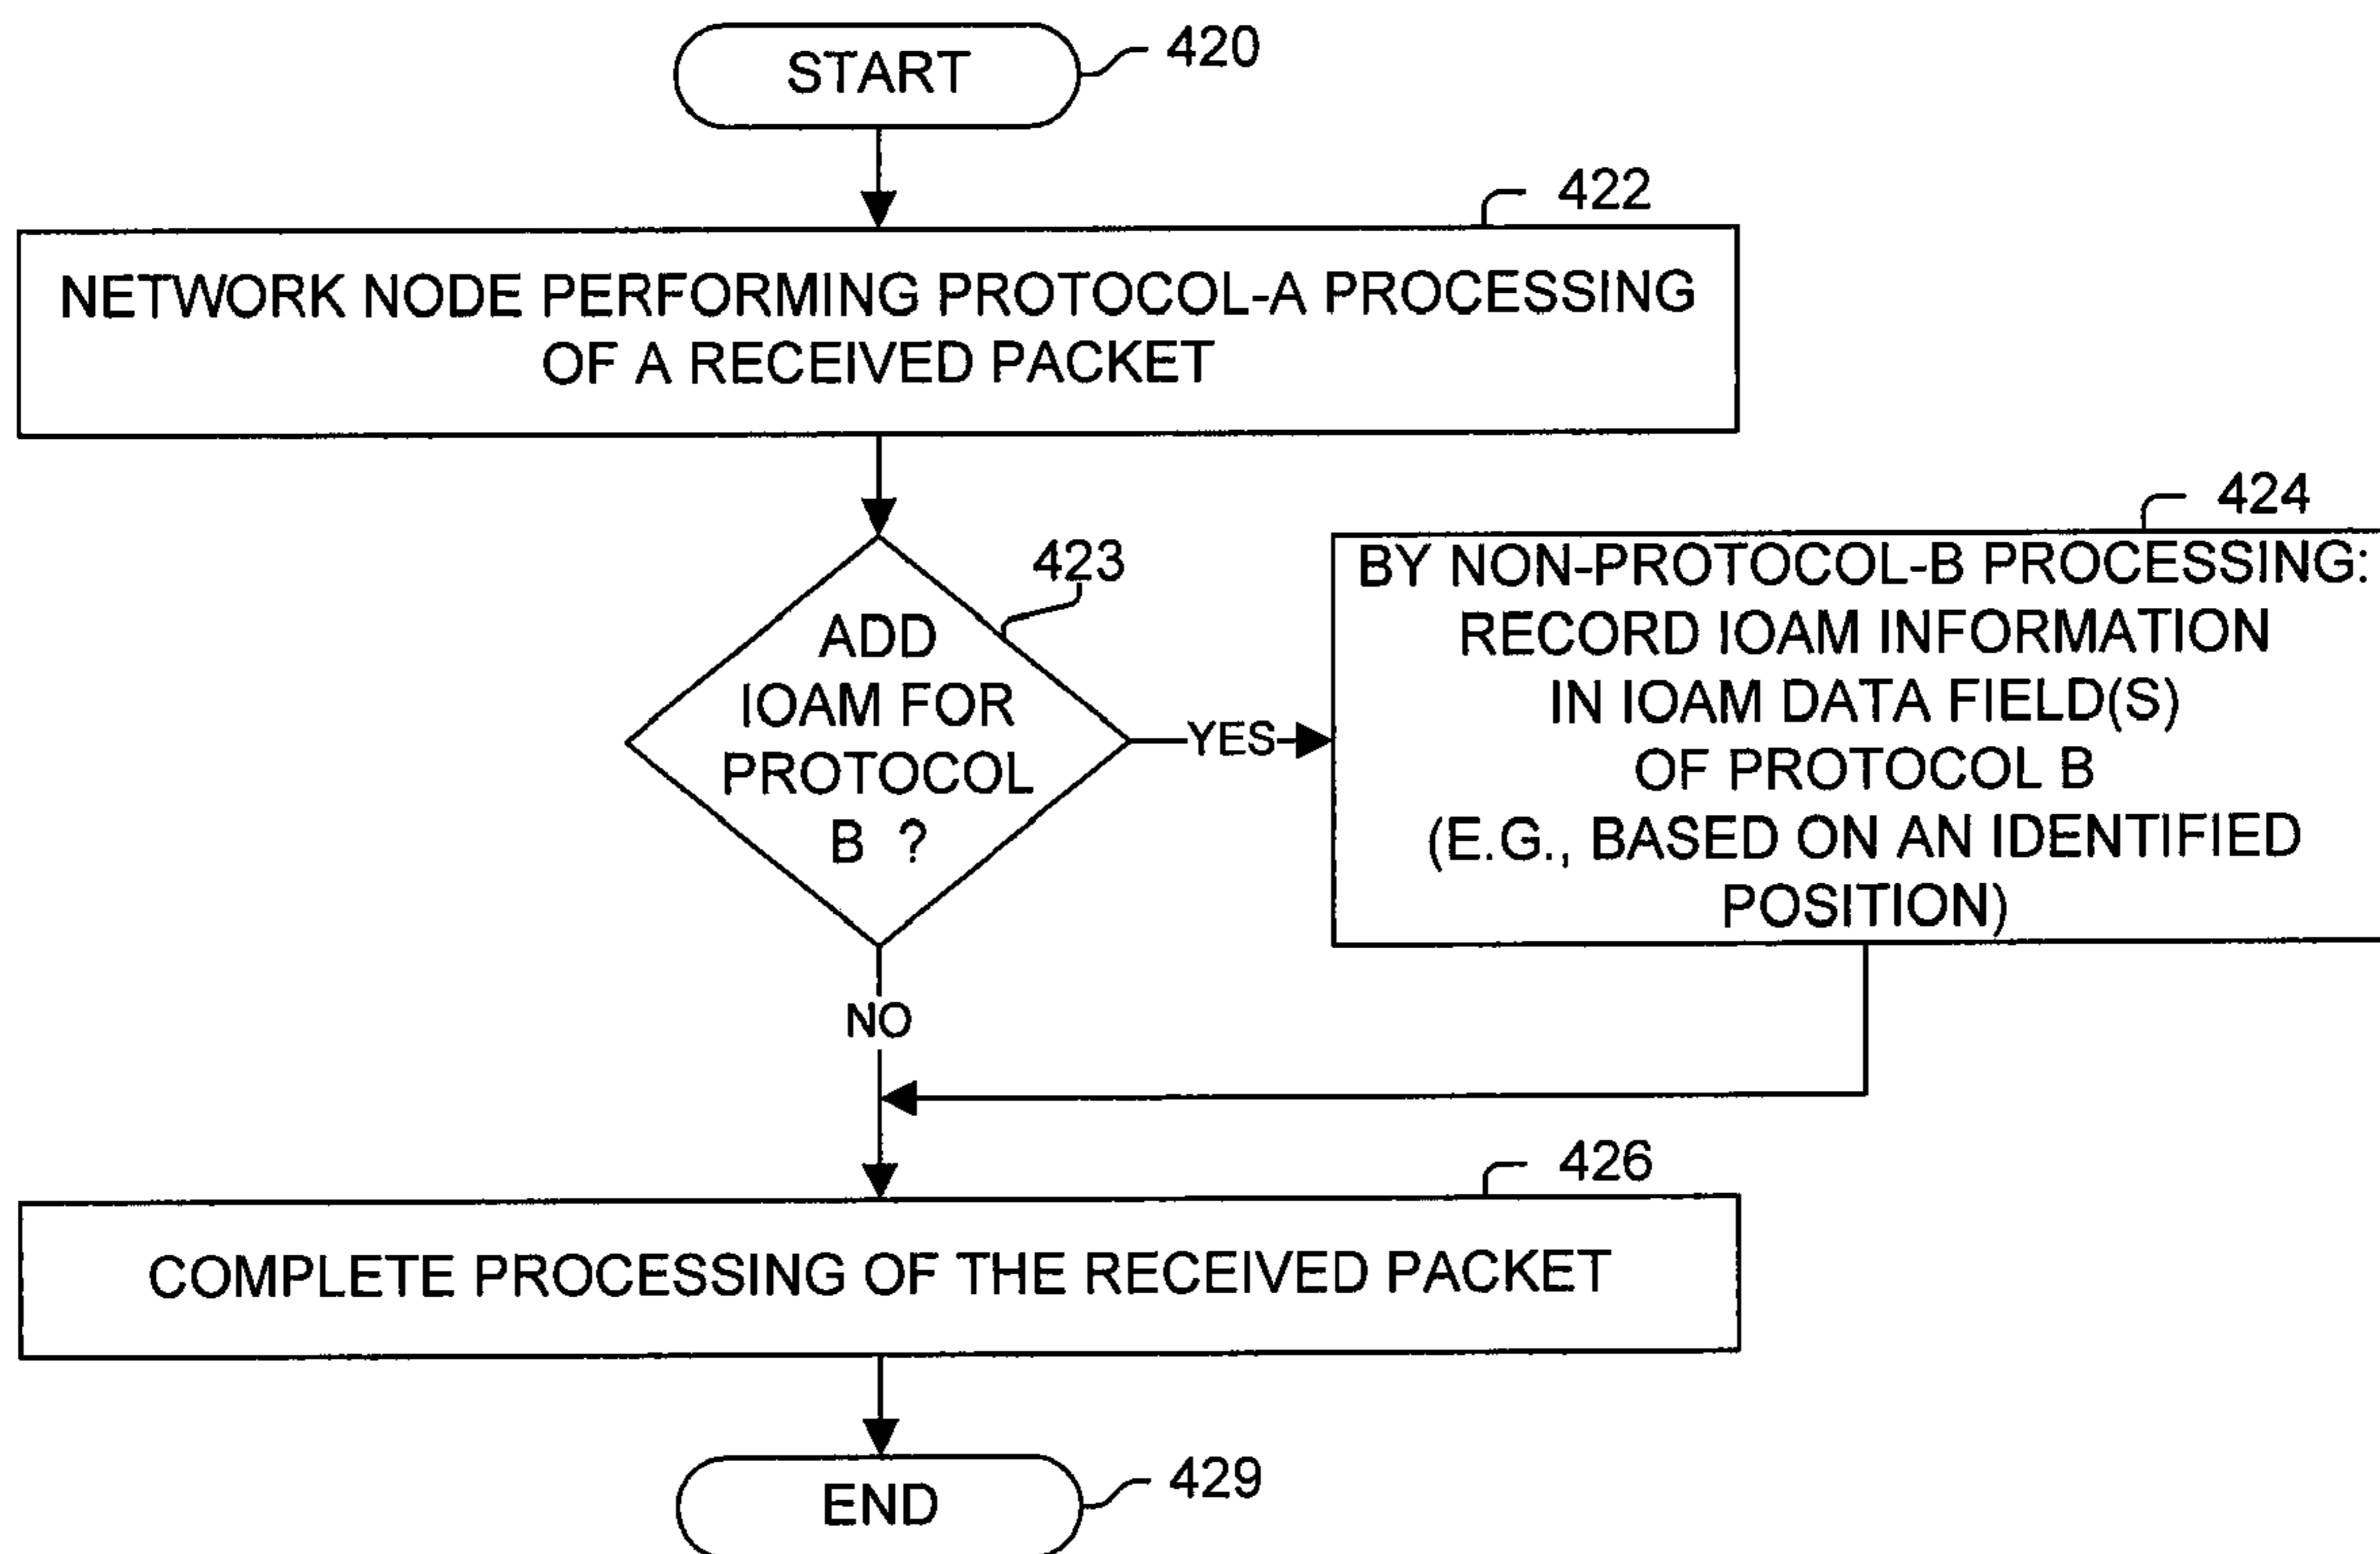 START
420
422
NETWORK NODE PERFORMING PROTOCOL-A PROCESSING
OF A RECEIVED PACKET
423
ADD
IOAM FOR
PROTOCOL
B ?
YES
424
BY NON-PROTOCOL-B PROCESSING:
RECORD IOAM INFORMATION
IN IOAM DATA FIELD(S)
OF PROTOCOL B
(E.G., BASED ON AN IDENTIFIED
POSITION)
NO
426
COMPLETE PROCESSING OF THE RECEIVED PACKET
END
429